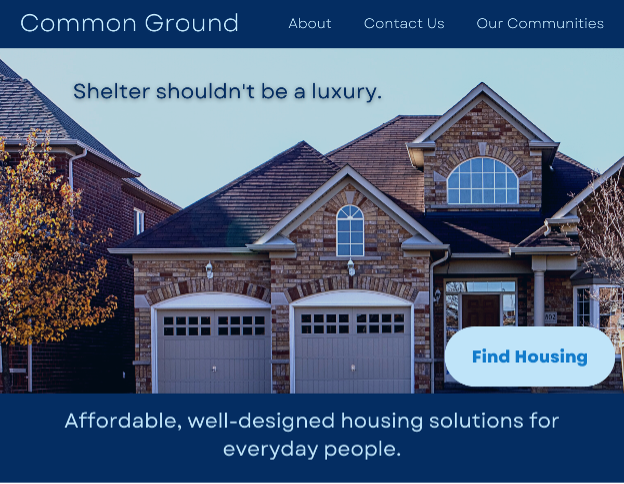 Common Ground
About
Contact Us
Our Communities
Shelter shouldn't be a luxury.
Find Housing
Affordable, well-designed housing solutions for
everyday people.